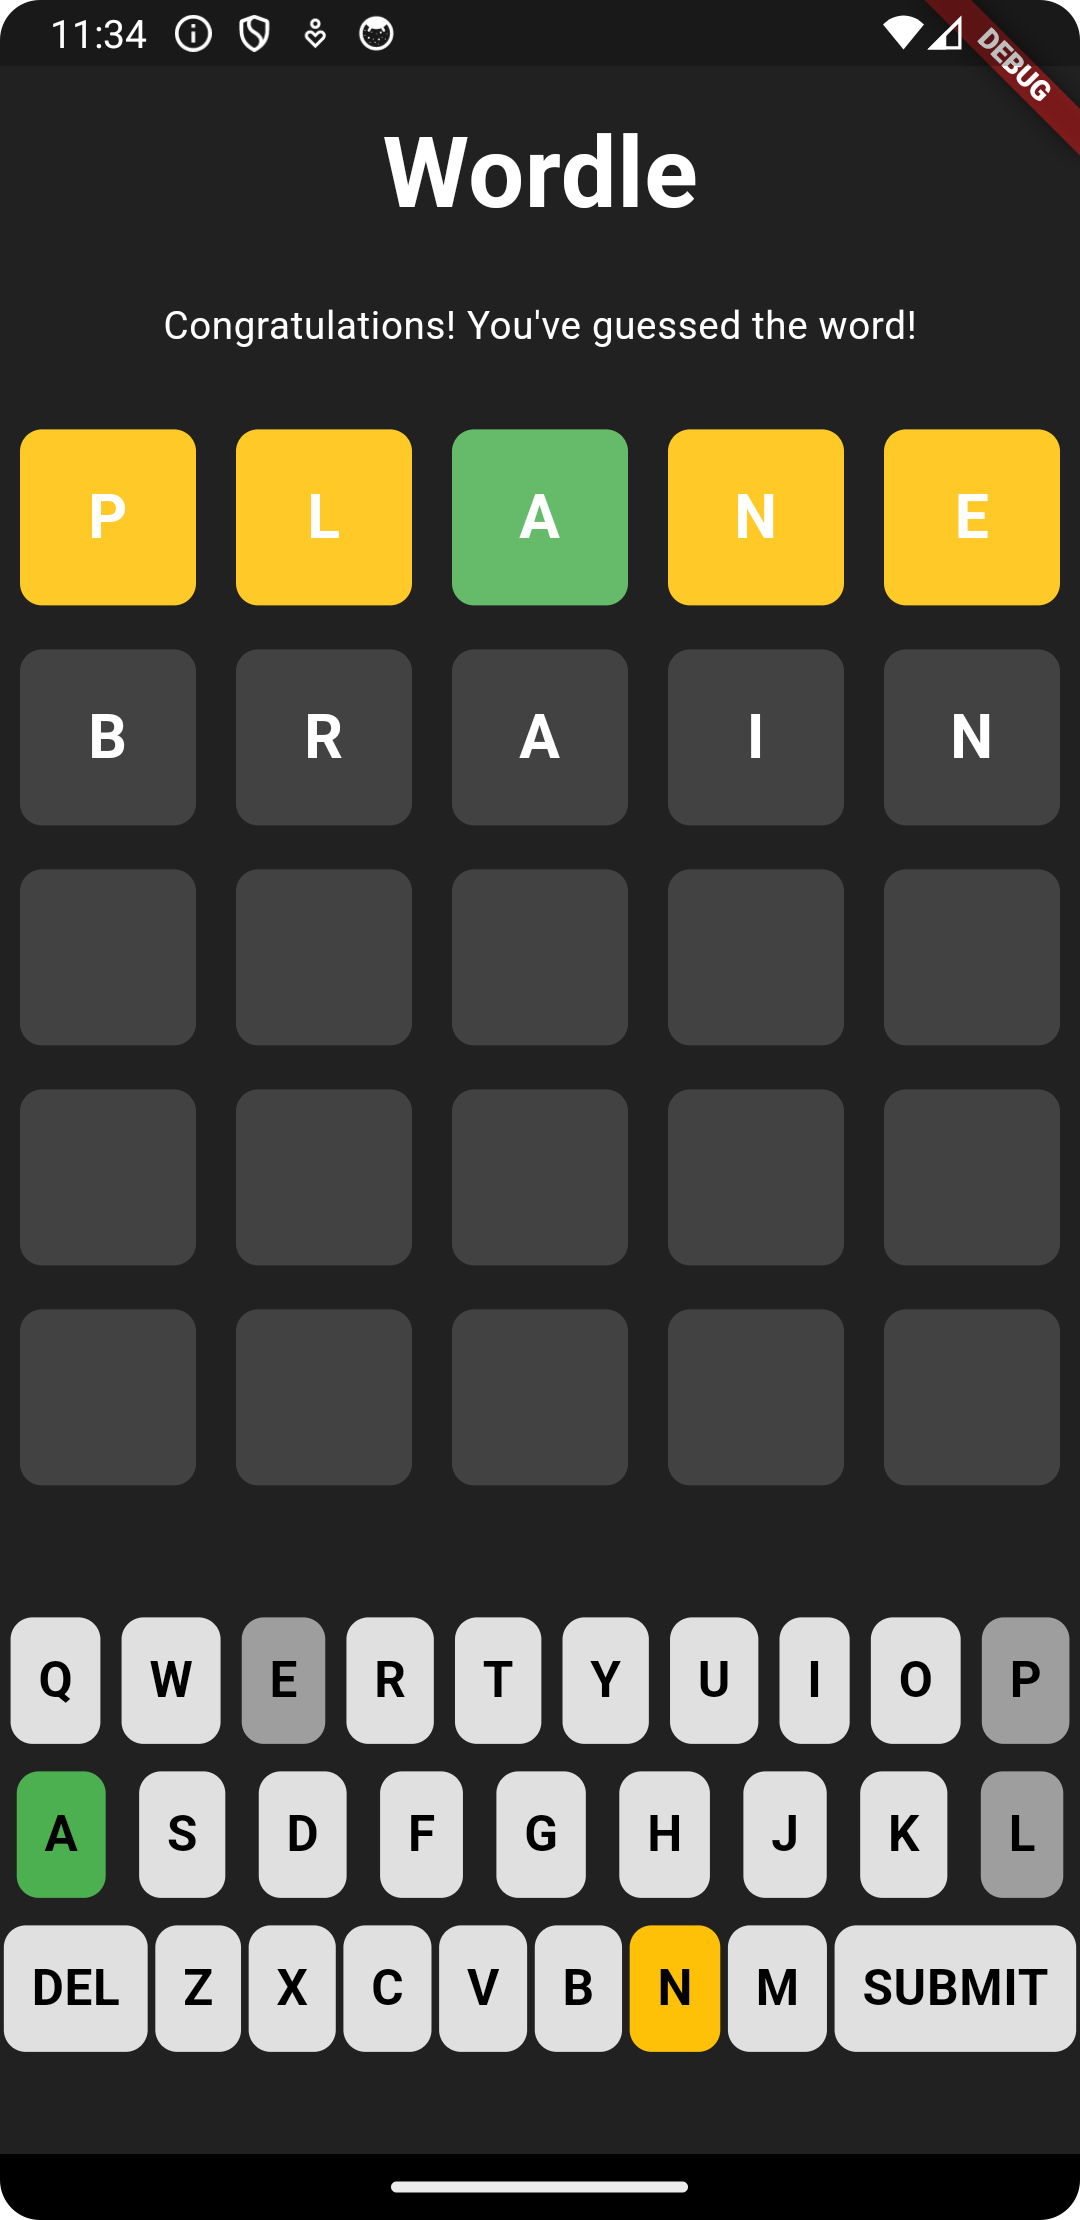 11:34
DEBUG
Wordle
Congratulations! You've guessed the word!
P L A N E
B R A I N
Q W E R T Y U I O P
A S D F G H J K L
DEL Z X C V B N M SUBMIT